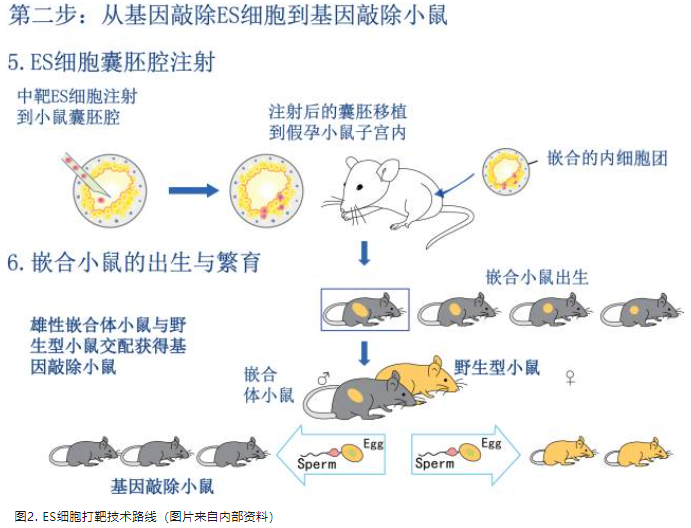 第二步：从基因敲除ES细胞到基因敲除小鼠
5.ES细胞囊胚腔注射
中靶ES细胞注射
到小鼠囊胚腔
注射后的囊胚移植
到假孕小鼠子宫内
嵌合的内细胞团
6.嵌合小鼠的出生与繁育
嵌合小鼠出生
雄性嵌合体小鼠与野
生型小鼠交配获得基
因敲除小鼠
嵌合
体小鼠
♂
野生型小鼠
♀
Egg
Sperm
Egg
Sperm
基因敲除小鼠
图2. ES细胞打靶技术路线（图片来自内部资料）